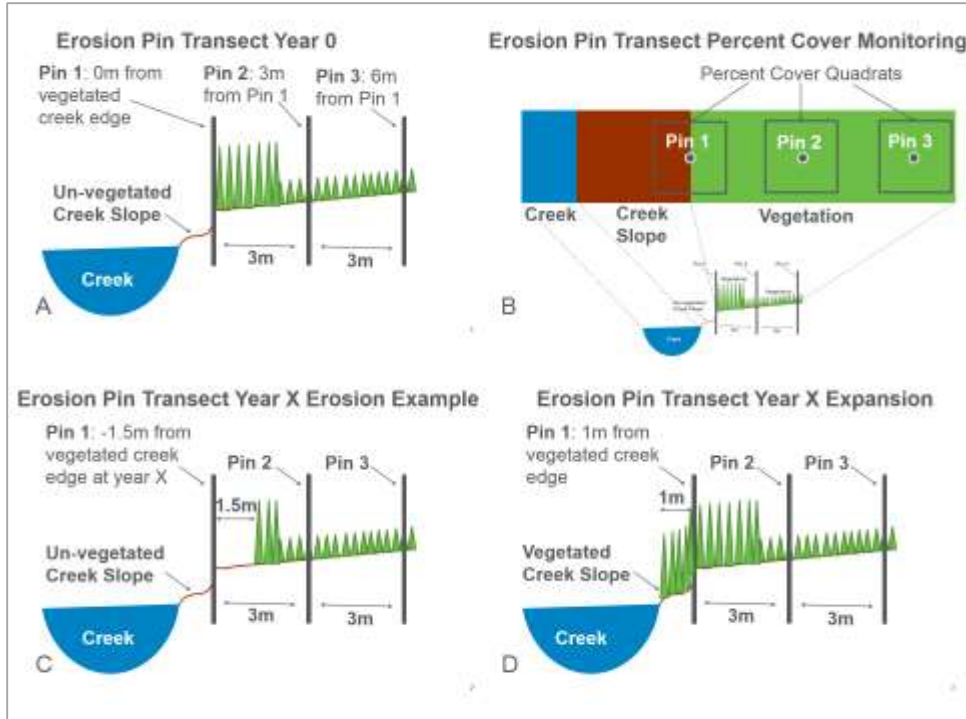 Erosion Pin Transect Year 0
Pin 1: 0m from
vegetated
creek edge
Pin 2: 3m
from Pin 1
Pin 3: 6m
from Pin 1
Un-vegetated
Creek Slope
3m
3m
Creek
A
Erosion Pin Transect Percent Cover Monitoring
Percent Cover Quadrats
Pin 1
Pin 2
Pin 3
Creek
Creek
Slope
Vegetation
B
Erosion Pin Transect Year X Erosion Example
Pin 1: -1.5m from
vegetated creek
edge at year X
Pin 2
Pin 3
1.5m
Un-vegetated
Creek Slope
3m
3m
Creek
C
Erosion Pin Transect Year X Expansion
Pin 1: 1m from
vegetated creek
edge
Pin 2
Pin 3
1m
Vegetated
Creek Slope
3m
3m
Creek
D